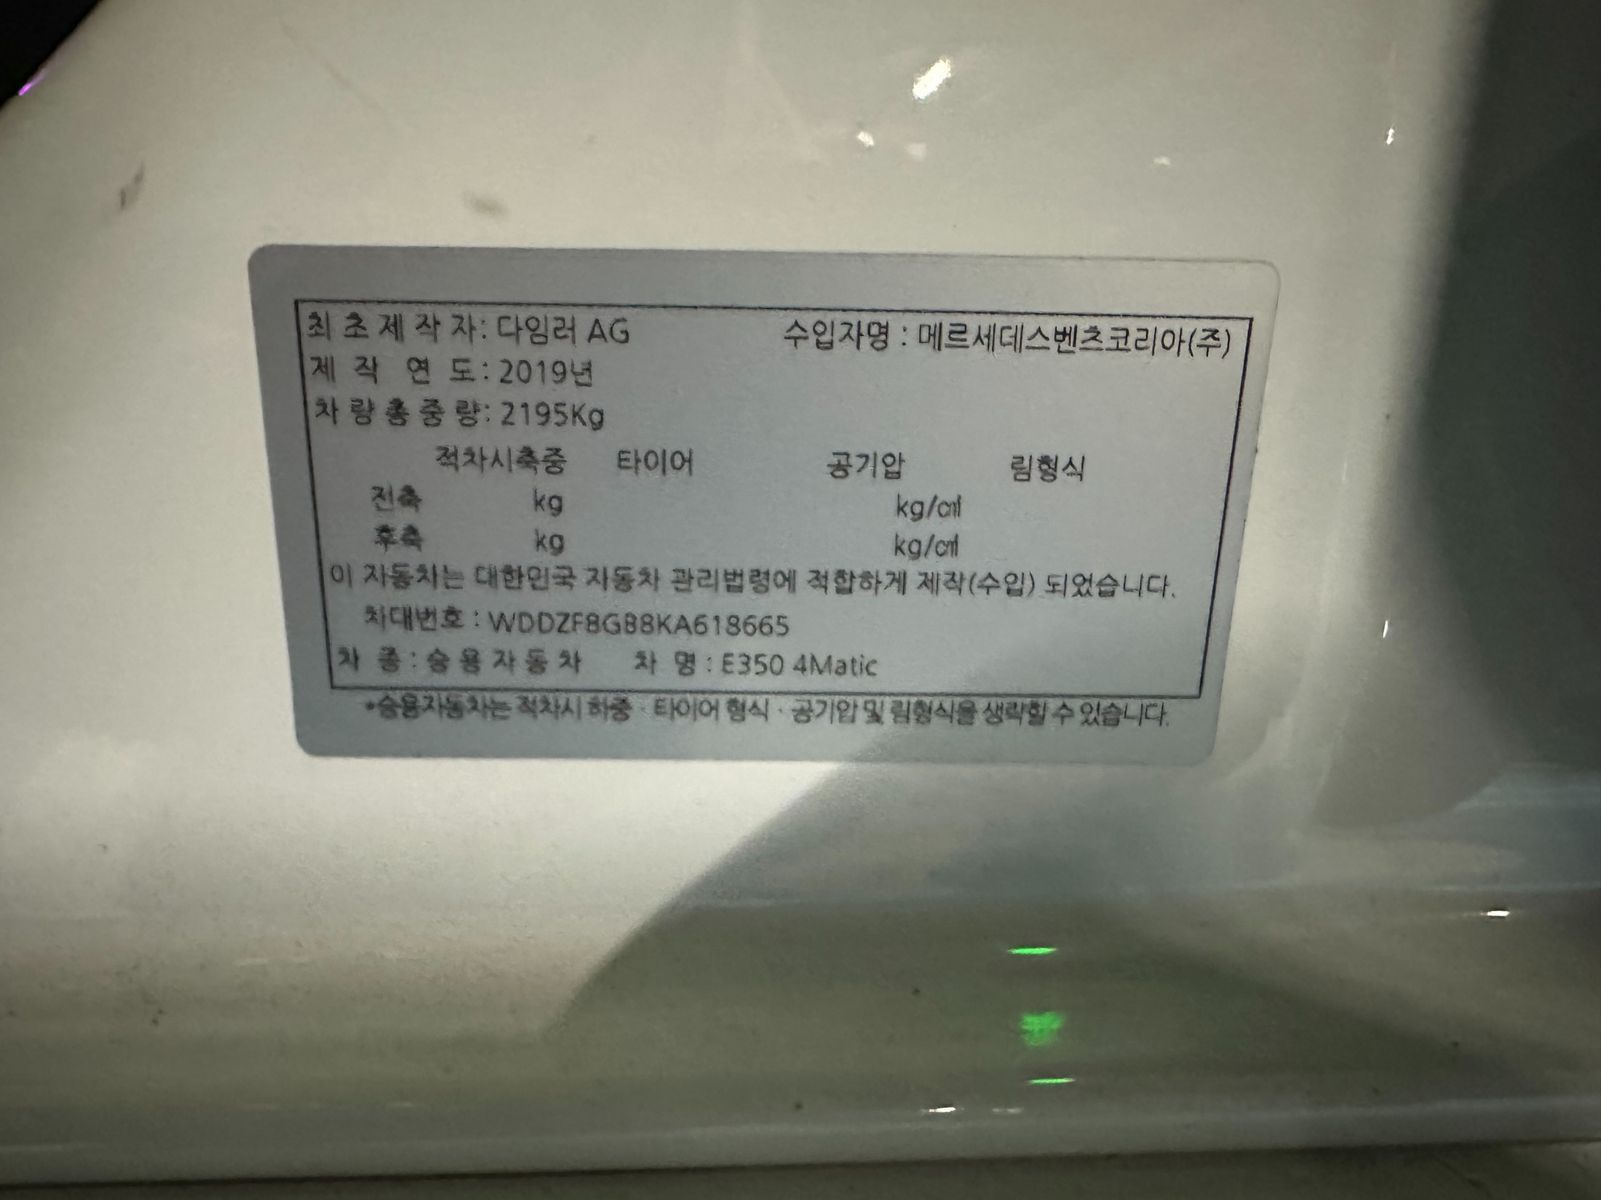 최초제작자: 다임러 AG 수입자명 : 메르세데스벤츠코리아(주)
제 작 연 도: 2019년
차량총중량: 2195Kg
적차시축중 타이어 공기압 림형식
전축 kg kg/㎠
후축 kg kg/㎠
이 자동차는 대한민국 자동차 관리법령에 적합하게 제작(수입) 되었습니다.
차대번호 : WDDZF8GB8KA618665
차 종 : 승용자동차 차 명 : E350 4Matic
*승용자동차는 적차시 하중 · 타이어 형식 · 공기압 및 림형식을 생략할 수 있습니다.